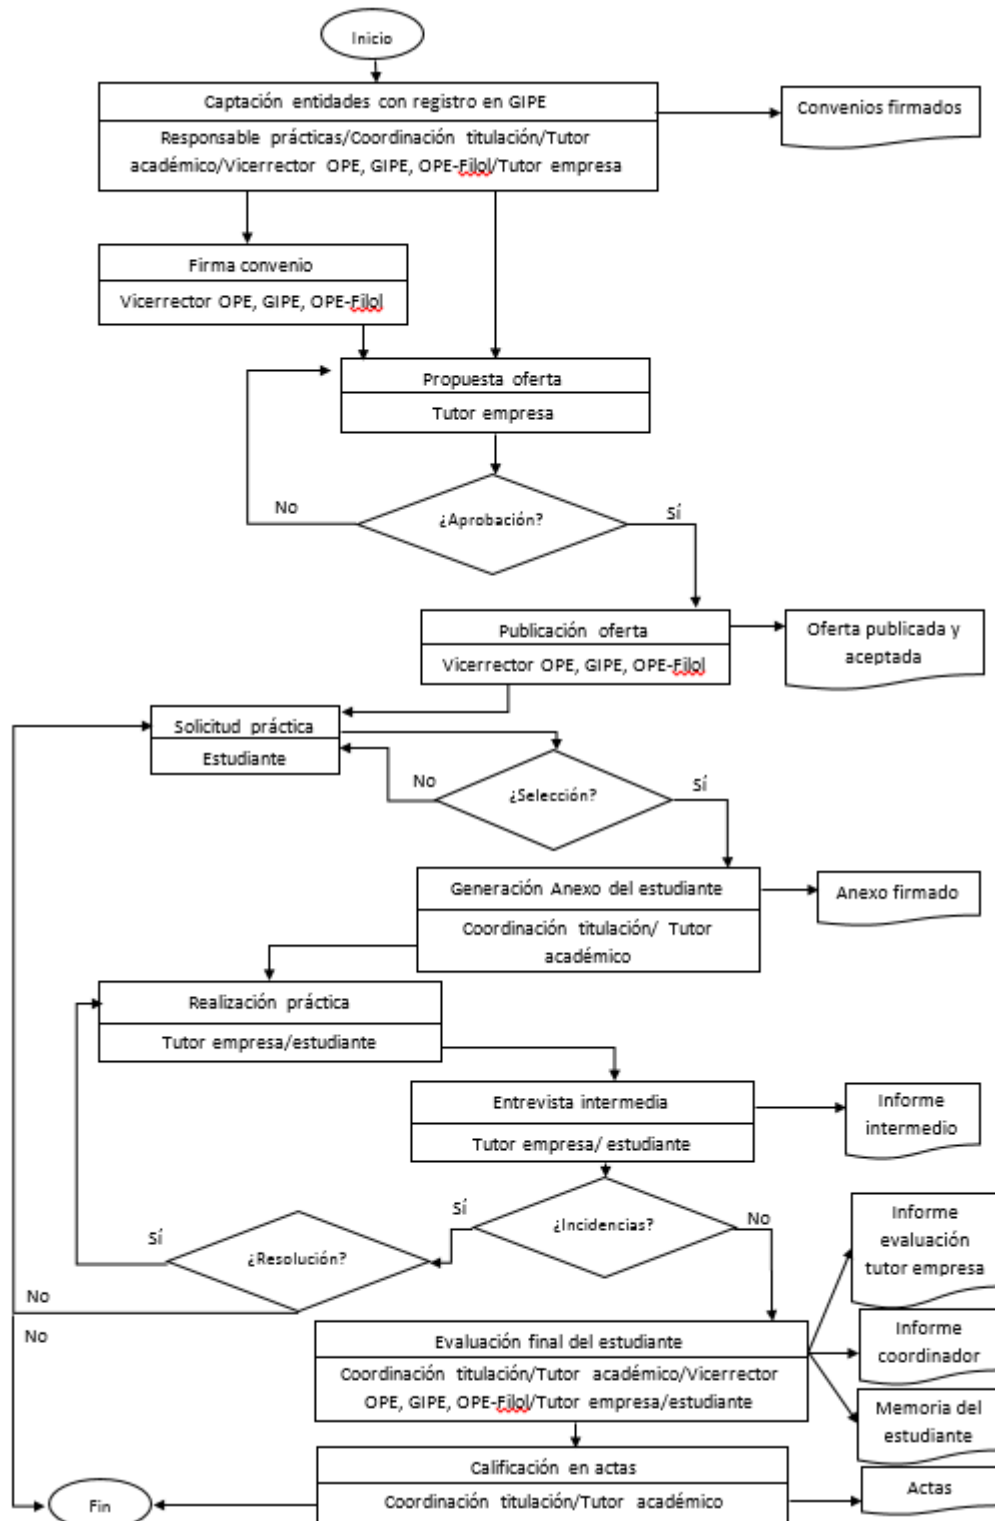 Inicio
Captación entidades con registro en GIPE
Responsable prácticas/Coordinación titulación/Tutor
académico/Vicerrector OPE, GIPE, OPE-Filol/Tutor empresa
Convenios firmados
Firma convenio
Vicerrector OPE, GIPE, OPE-Filol
Propuesta oferta
Tutor empresa
¿Aprobación?
No
Sí
Publicación oferta
Vicerrector OPE, GIPE, OPE-Filol
Oferta publicada y
aceptada
Solicitud práctica
Estudiante
¿Selección?
No
Sí
Generación Anexo del estudiante
Coordinación titulación/ Tutor
académico
Anexo firmado
Realización práctica
Tutor empresa/estudiante
Entrevista intermedia
Tutor empresa/ estudiante
Informe
intermedio
¿Incidencias?
Sí
No
¿Resolución?
Sí
No
No
Informe
evaluación
tutor empresa
Evaluación final del estudiante
Coordinación titulación/Tutor académico/Vicerrector
OPE, GIPE, OPE-Filol/Tutor empresa/estudiante
Informe
coordinador
Memoria del
estudiante
Calificación en actas
Coordinación titulación/Tutor académico
Actas
Fin